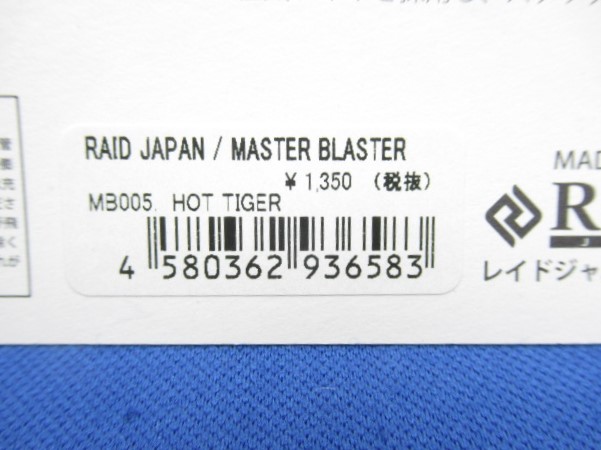 RAID JAPAN / MASTER BLASTER
¥ 1,350 (税抜)
MB005. HOT TIGER
4 580362 936583
MAD
R
レイドジャ